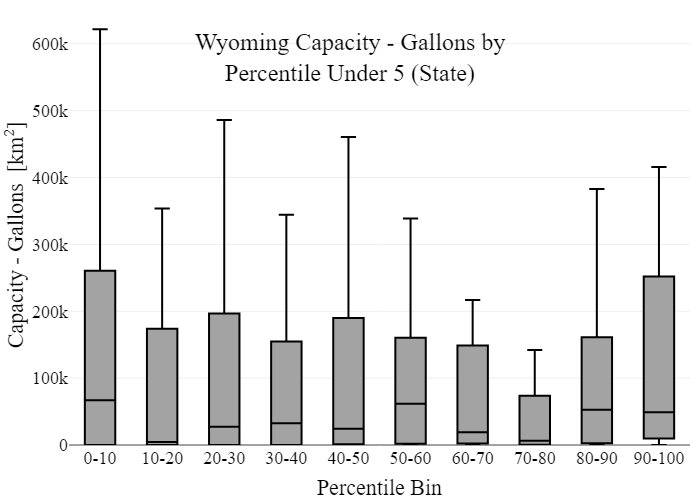 Wyoming Capacity - Gallons by
Percentile Under 5 (State)
Capacity - Gallons [km²]
600k
500k
400k
300k
200k
100k
0
0-10 10-20 20-30 30-40 40-50 50-60 60-70 70-80 80-90 90-100
Percentile Bin